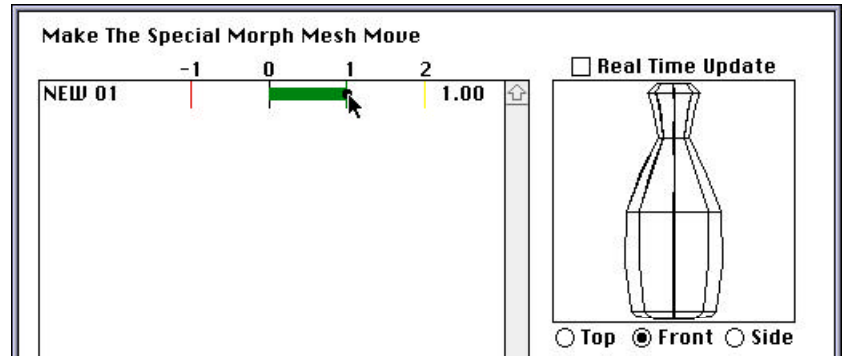 Make The Special Morph Mesh Move
-1 0 1 2
Real Time Update
NEW 01 1.00
Top Front Side